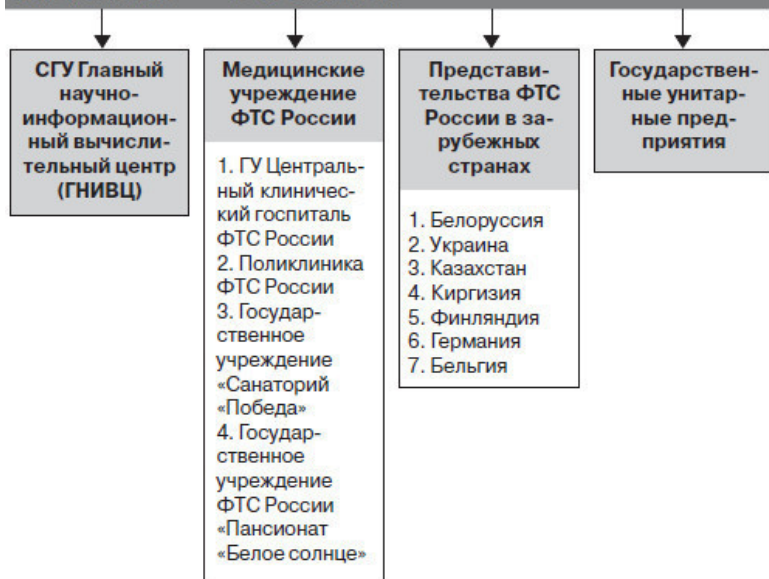 СГУ Главный
научно-
информацион-
ный вычисли-
тельный центр
(ГНИВЦ)
Медицинские
учреждение
ФТС России
1. ГУ Централь-
ный клиничес-
кий госпиталь
ФТС России
2. Поликлиника
ФТС России
3. Государ-
ственное
учреждение
«Санаторий
«Победа»
4. Государ-
ственное
учреждение
ФТС России
«Пансионат
«Белое солнце»
Представи-
тельства ФТС
России в за-
рубежных
странах
1. Белоруссия
2. Украина
3. Казахстан
4. Киргизия
5. Финляндия
6. Германия
7. Бельгия
Государствен-
ные унитар-
ные пред-
приятия